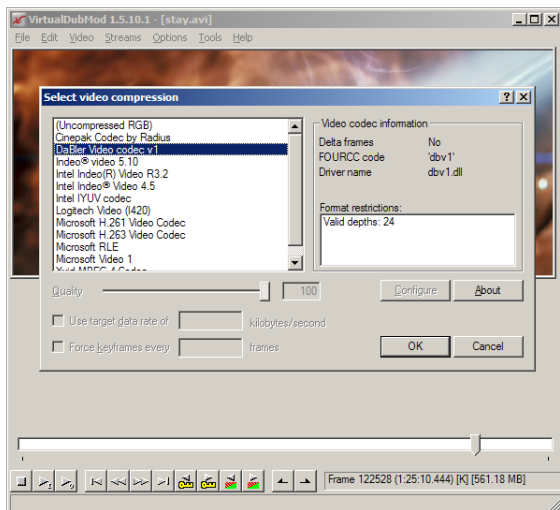 VirtualDubMod 1.5.10.1 - [stay.avi]
File Edit Video Streams Options Tools Help
Select video compression
(Uncompressed RGB)
Cinepak Codec by Radius
DaBler Video codec v1
Indeo® video 5.10
Intel Indeo(R) Video R3.2
Intel Indeo® Video 4.5
Intel IYUV codec
Logitech Video (I420)
Microsoft H.261 Video Codec
Microsoft H.263 Video Codec
Microsoft RLE
Microsoft Video 1
Xvid MPEG-4 Codec
Video codec information
Delta frames No
FOURCC code 'dbv1'
Driver name dbv1.dll
Format restrictions:
Valid depths: 24
Quality 100 Configure About
Use target data rate of kilobytes/second
Force keyframes every frames OK Cancel
Frame 122528 (1:25:10.444) [K] [561.18 MB]